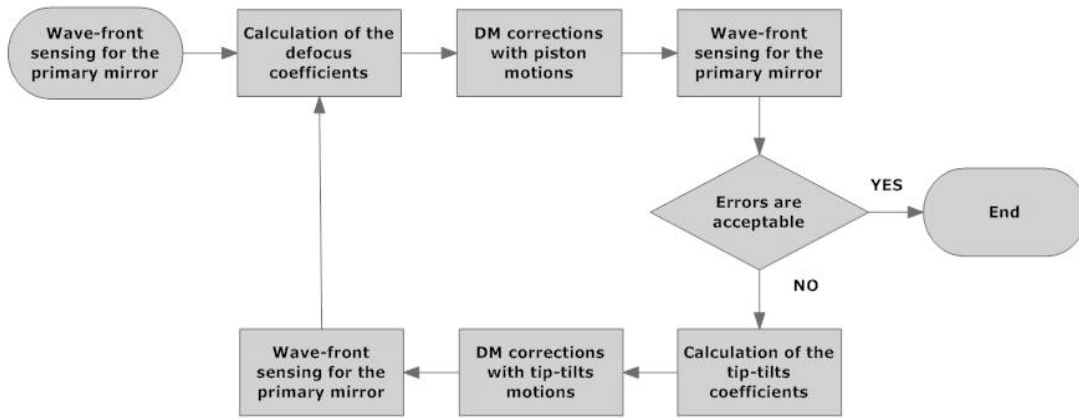 Wave-front
sensing for the
primary mirror
Calculation of the
defocus
coefficients
DM corrections
with piston
motions
Wave-front
sensing for the
primary mirror
Errors are
acceptable
YES
End
NO
Calculation of the
tip-tilts
coefficients
DM corrections
with tip-tilts
motions
Wave-front
sensing for the
primary mirror